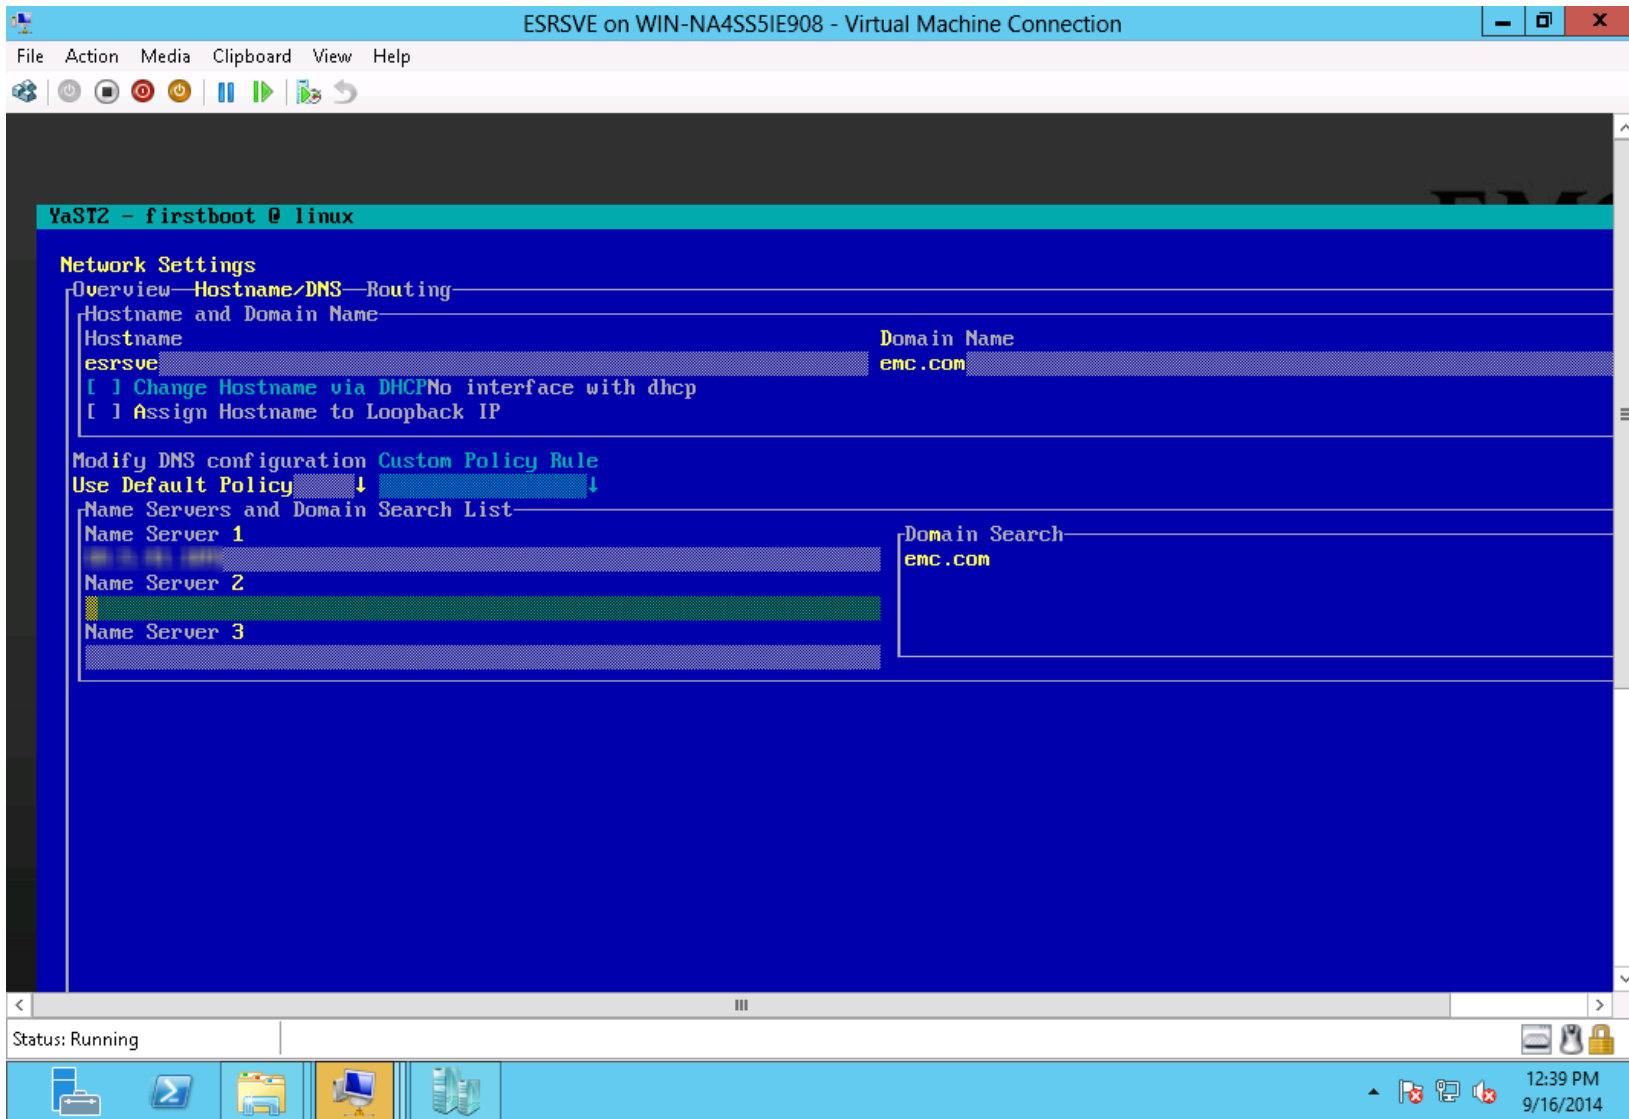 ESRSVE on WIN-NA4SS5IE908 - Virtual Machine Connection
File Action Media Clipboard View Help
YaST2 - firstboot @ linux
Network Settings
Overview—Hostname/DNS—Routing
Hostname and Domain Name
Hostname Domain Name
esrsve emc.com
[ ] Change Hostname via DHCPNo interface with dhcp
[ ] Assign Hostname to Loopback IP
Modify DNS configuration Custom Policy Rule
Use Default Policy↓ ↓
Name Servers and Domain Search List
Name Server 1 Domain Search
emc.com
Name Server 2
Name Server 3
Status: Running
12:39 PM
9/16/2014